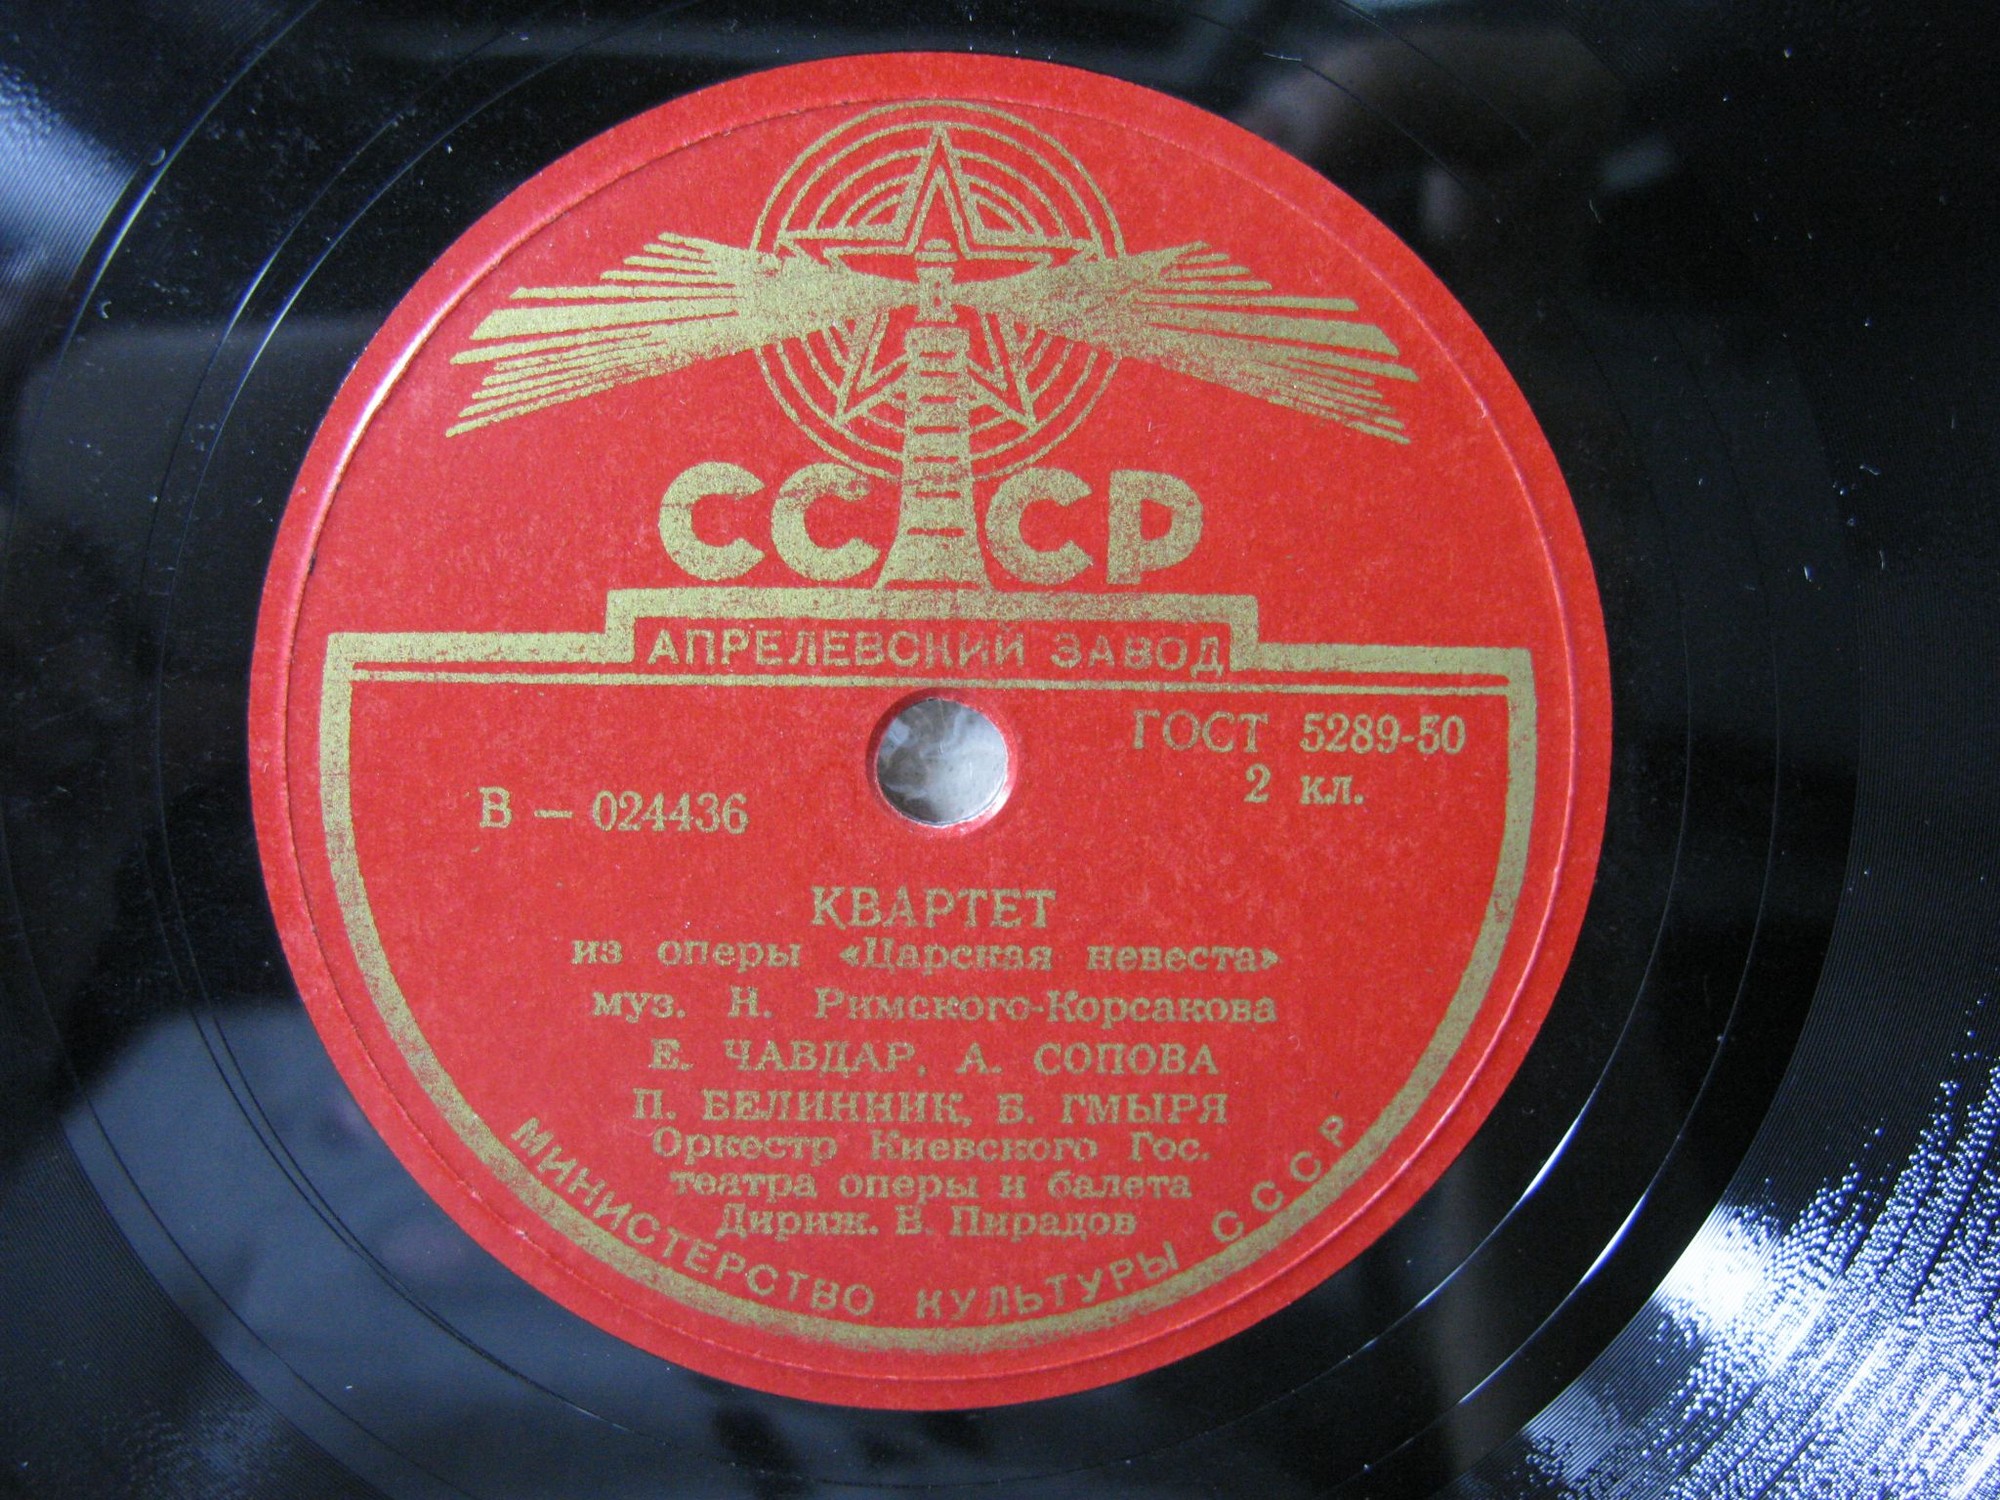 СССР
АПРЕЛЕВСКИЙ ЗАВОД
ГОСТ 5289-50
2 кл.
В — 024436
КВАРТЕТ
из оперы «Царская невеста»
муз. Н. Римского-Корсакова
Е. ЧАВДАР, А. СОПОВА
П. БЕЛИННИК, Б. ГМЫРЯ
Оркестр Киевского Гос.
театра оперы и балета
Дириж. В. Пирадов
МИНИСТЕРСТВО КУЛЬТУРЫ СССР